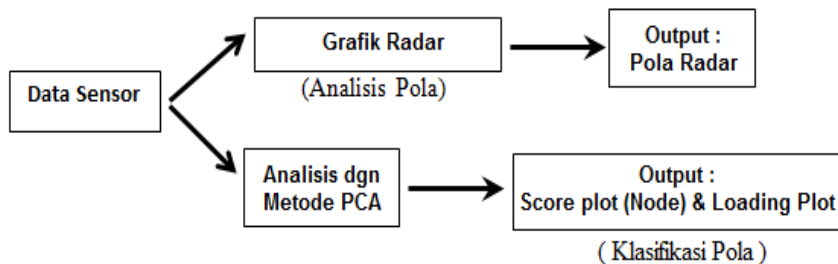 Data Sensor
Grafik Radar
(Analisis Pola)
Output :
Pola Radar
Analisis dgn
Metode PCA
Output :
Score plot (Node) & Loading Plot
( Klasifikasi Pola )